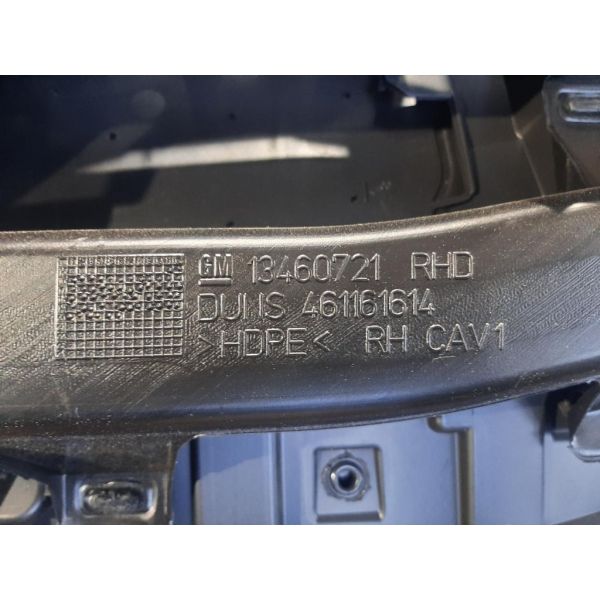 GM 13460721 RHD
DUNS 461161614
>HDPE< RH CAV1